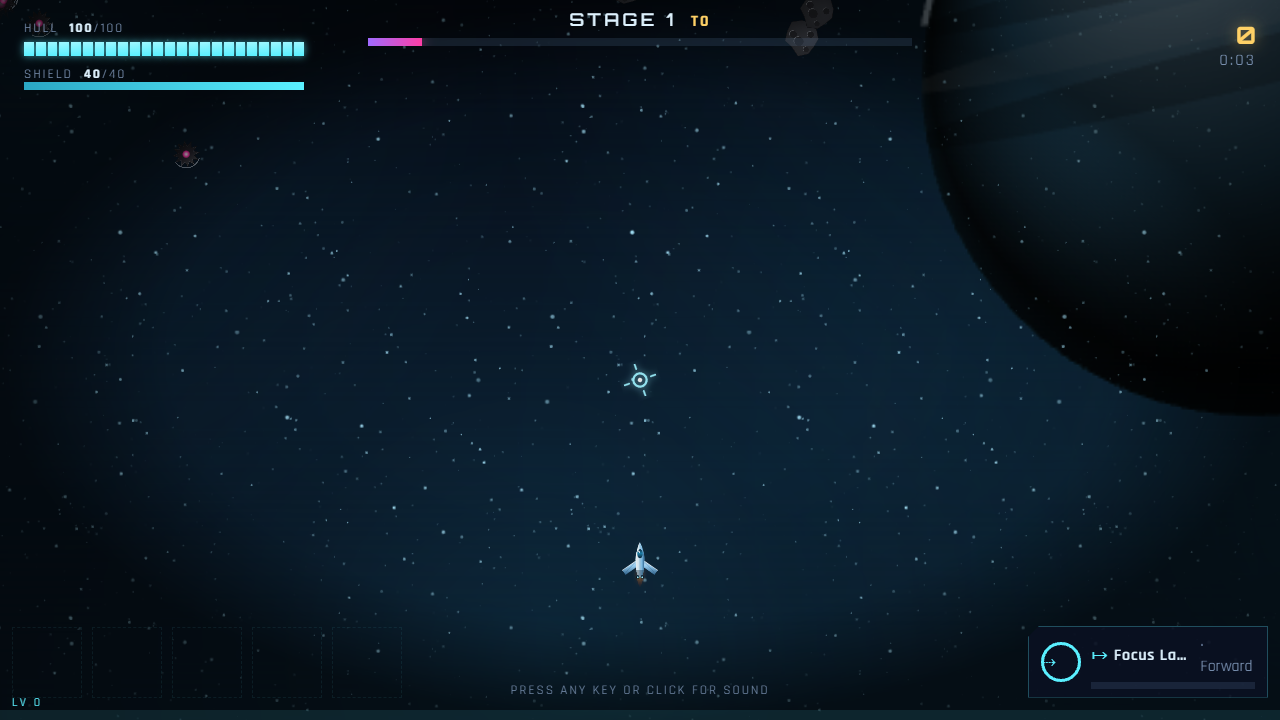 HULL 100/100
STAGE 1 T0
0:03
SHIELD 40/40
Focus La...
Forward
PRESS ANY KEY OR CLICK FOR SOUND
LV 0